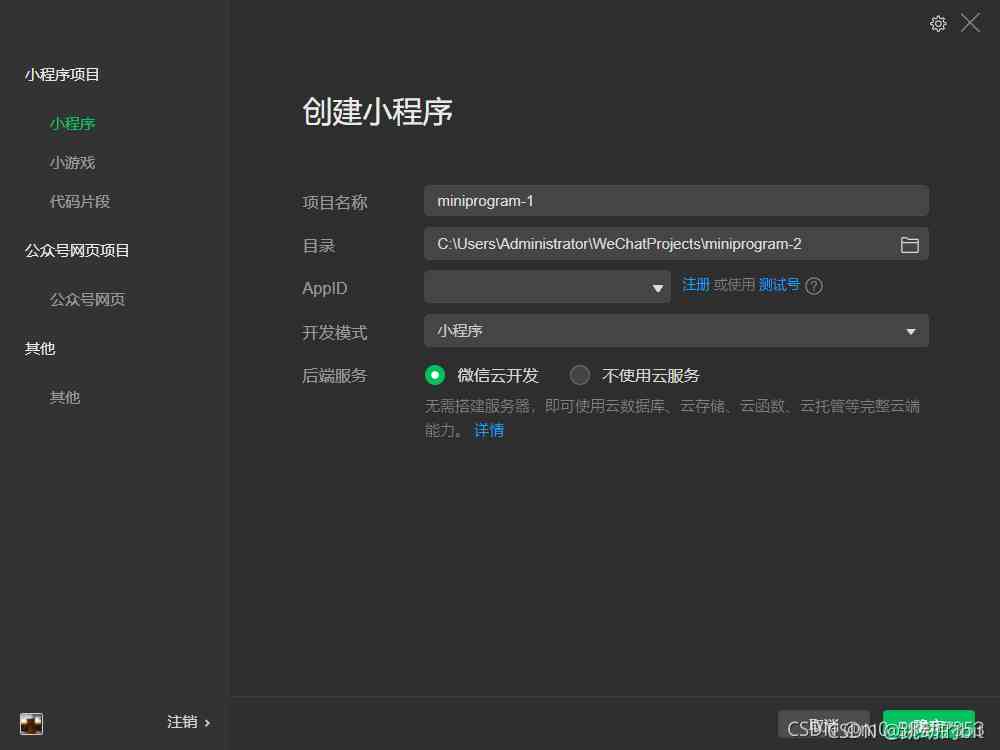 小程序项目
小程序
小游戏
代码片段
公众号网页项目
公众号网页
其他
其他
注销 ›
创建小程序
项目名称 miniprogram-1
目录 C:\Users\Administrator\WeChatProjects\miniprogram-2
AppID 注册 或使用 测试号 ?
开发模式 小程序
后端服务 微信云开发 不使用云服务
无需搭建服务器，即可使用云数据库、云存储、云函数、云托管等完整云端
能力。 详情
取消
CSDN